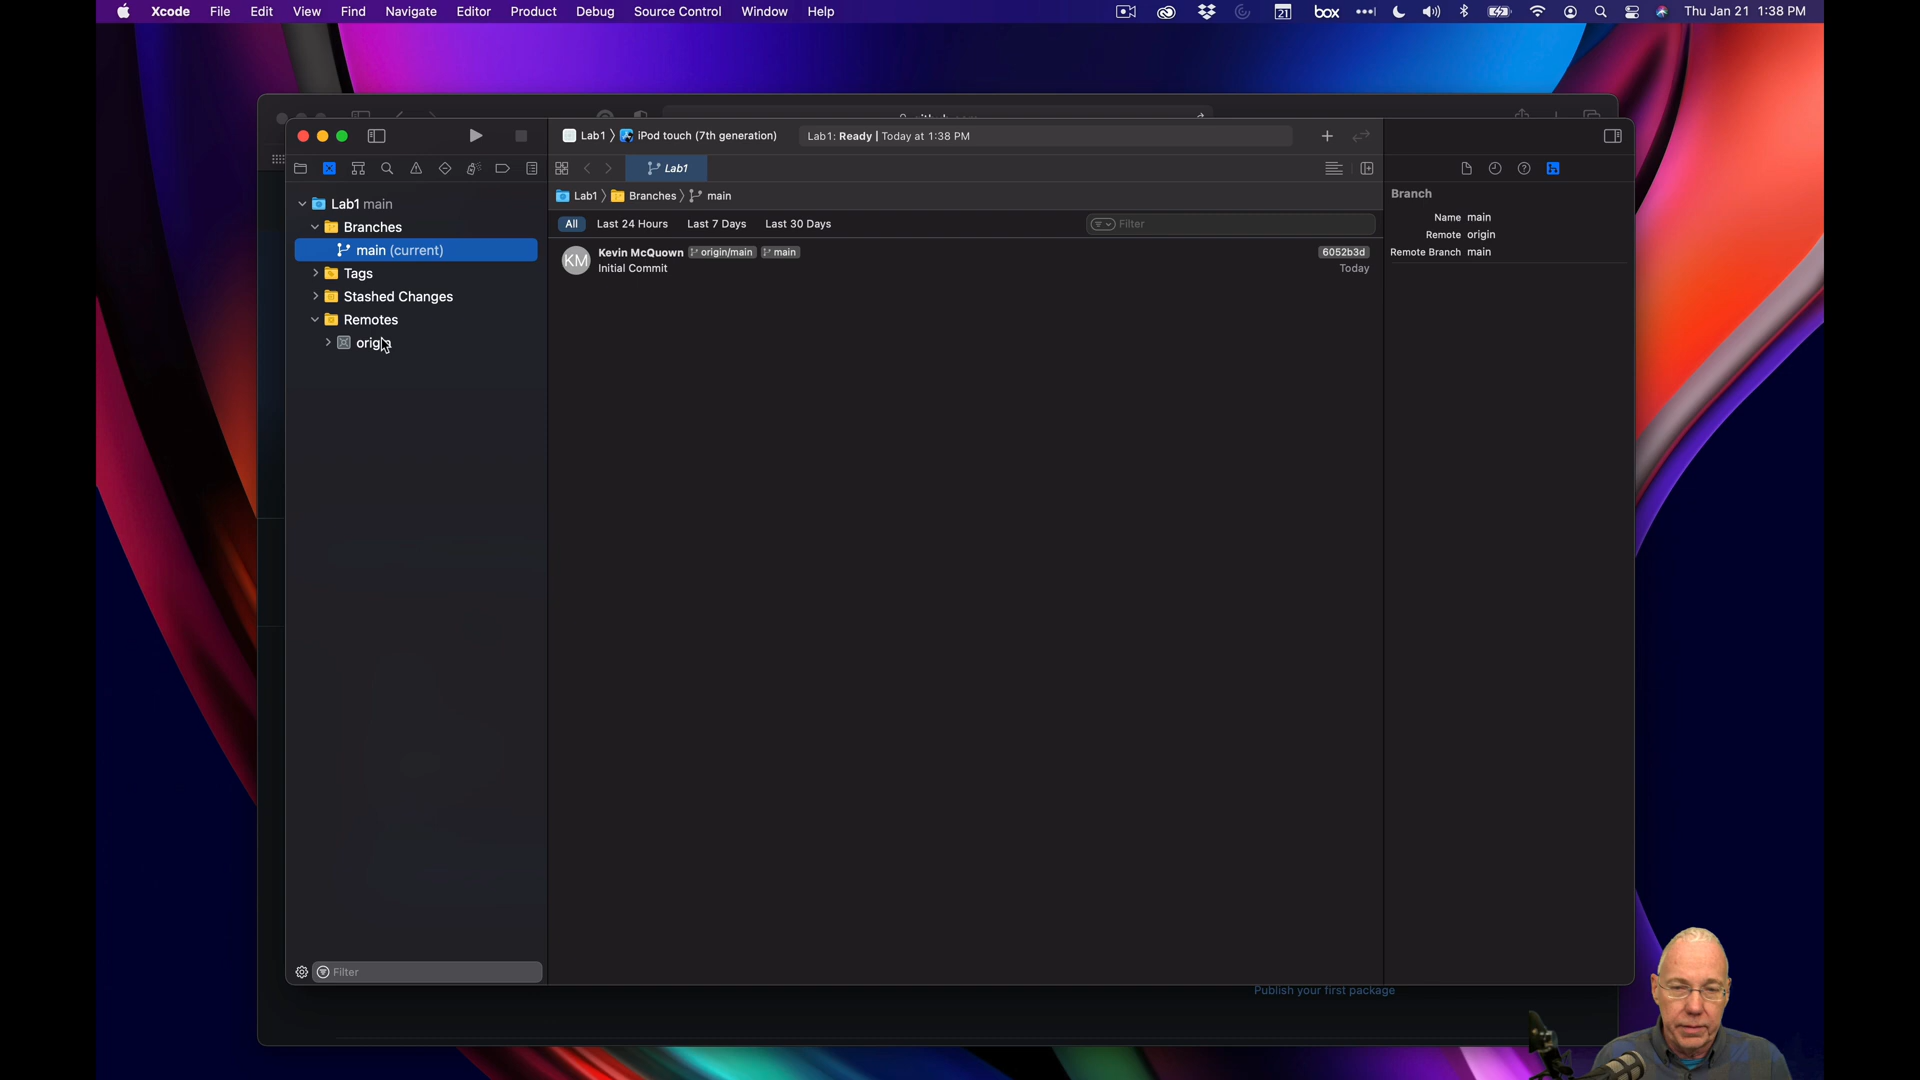 Xcode File Edit View Find Navigate Editor Product Debug Source Control Window Help 21 box Thu Jan 21 1:38 PM
Lab1 iPod touch (7th generation) Lab1: Ready | Today at 1:38 PM
Lab1
Lab1 main
Branches
main (current)
Tags
Stashed Changes
Remotes
origin
Filter
Lab1 Branches main
All Last 24 Hours Last 7 Days Last 30 Days Filter
KM Kevin McQuown origin/main main 6052b3d
Initial Commit Today
Branch
Name main
Remote origin
Remote Branch main
Publish your first package